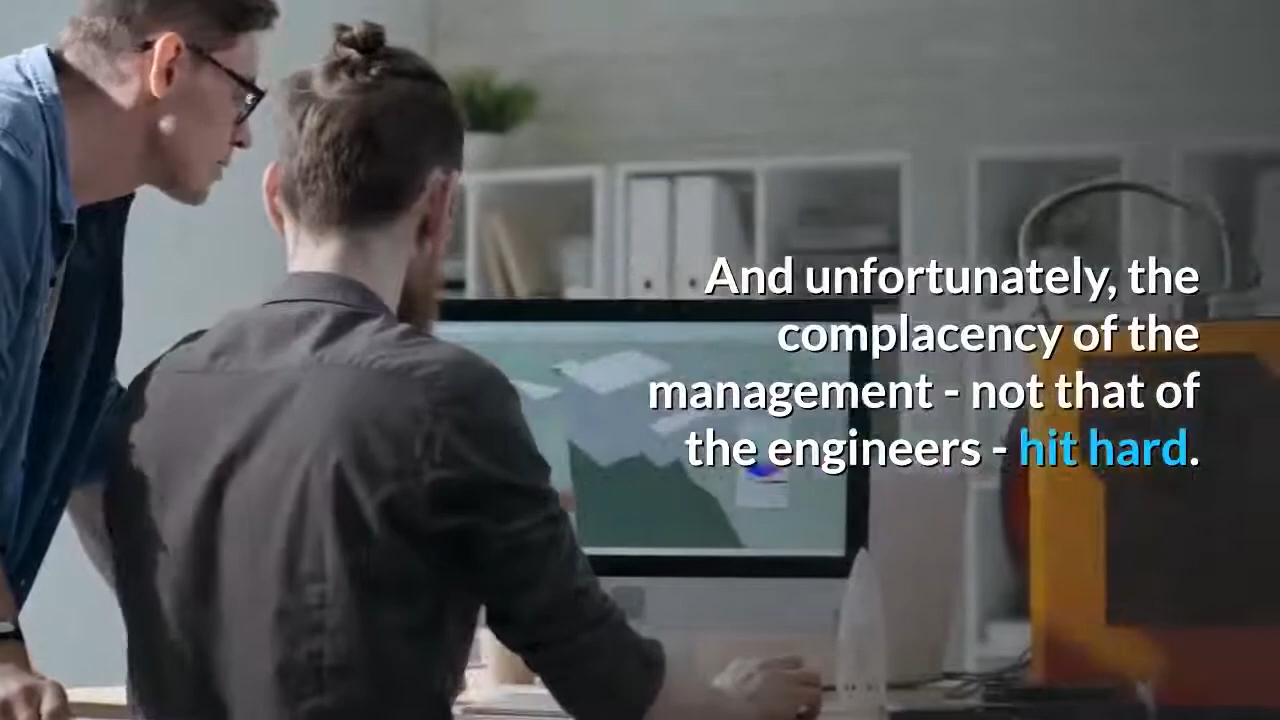 And unfortunately, the
complacency of the
management - not that of
the engineers - hit hard.